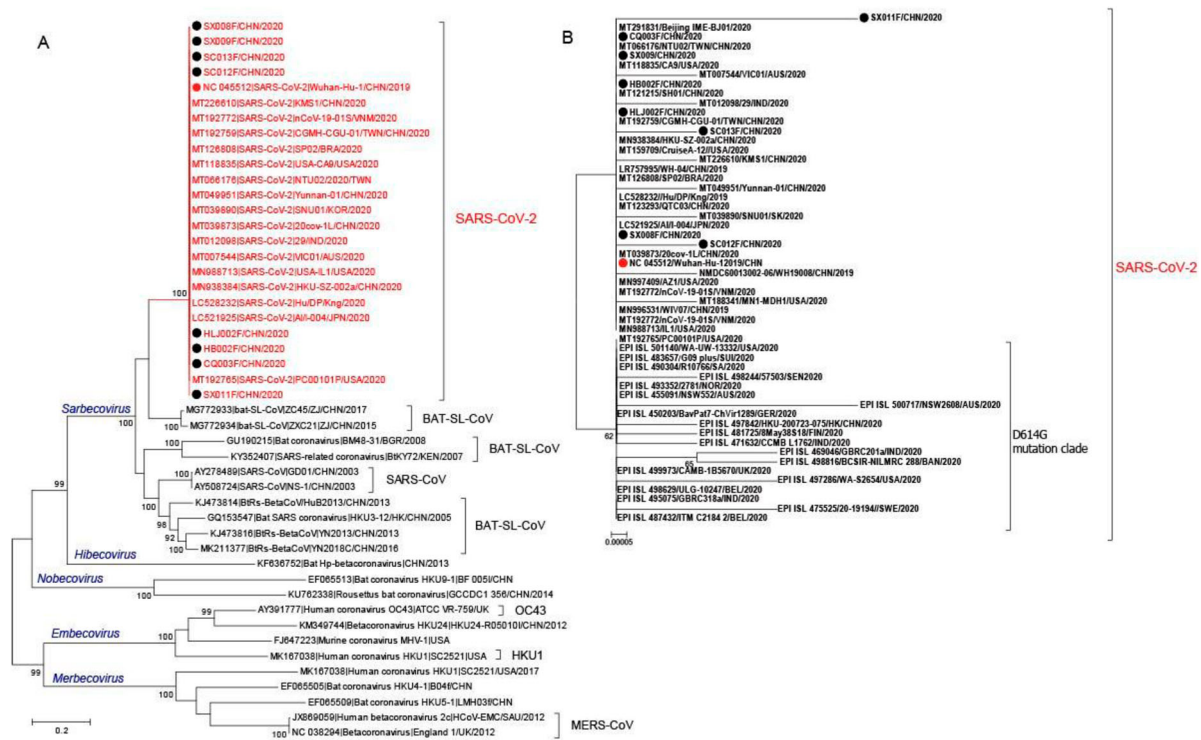 A
SX008F/CHN/2020
SX009F/CHN/2020
SC013F/CHN/2020
SC012F/CHN/2020
NC 045512|SARS-CoV-2|Wuhan-Hu-1/CHN/2019
MT226610|SARS-CoV-2|KMS1/CHN/2020
MT192772|SARS-CoV-2|nCoV-19-01S/VNM/2020
MT192759|SARS-CoV-2|CGMH-CGU-01/TWN/CHN/2020
MT126808|SARS-CoV-2|SP02/BRA/2020
MT118835|SARS-CoV-2|USA-CA9/USA/2020
MT066176|SARS-CoV-2|NTU02/2020/TWN
MT049951|SARS-CoV-2|Yunnan-01/CHN/2020
MT039890|SARS-CoV-2|SNU01/KOR/2020
MT039873|SARS-CoV-2|20cov-1L/CHN/2020
MT012098|SARS-CoV-2|29/IND/2020
MT007544|SARS-CoV-2|VIC01/AUS/2020
MN988713|SARS-CoV-2|USA-IL1/USA/2020
MN938384|SARS-CoV-2|HKU-SZ-002a/CHN/2020
LC528232|SARS-CoV-2|Hu/DP/Kng/2020
LC521925|SARS-CoV-2|AI/I-004/JPN/2020
HLJ002F/CHN/2020
HB002F/CHN/2020
CQ003F/CHN/2020
MT192765|SARS-CoV-2|PC00101P/USA/2020
SX011F/CHN/2020
SARS-CoV-2
100
MG772933|bat-SL-CoV|ZC45/ZJ/CHN/2017
MG772934|bat-SL-CoV|ZXC21/ZJ/CHN/2015
BAT-SL-CoV
Sarbecovirus
100
100
GU190215|Bat coronavirus|BM48-31/BGR/2008
KY352407|SARS-related coronavirus|BtKY72/KEN/2007
BAT-SL-CoV
100
AY278489|SARS-CoV|GD01/CHN/2003
AY508724|SARS-CoV|NS-1/CHN/2003
SARS-CoV
100
99
KJ473814|BtRs-BetaCoV/HuB2013/CHN/2013
GQ153547|Bat SARS coronavirus|HKU3-12/HK/CHN/2005
KJ473816|BtRs-BetaCoV|YN2013/CHN/2013
MK211377|BtRs-BetaCoV|YN2018C/CHN/2016
BAT-SL-CoV
98
92
100
Hibecovirus
KF636752|Bat Hp-betacoronavirus|CHN/2013
Nobecovirus
EF065513|Bat coronavirus HKU9-1|BF 005I/CHN
KU762338|Rousettus bat coronavirus|GCCDC1 356/CHN/2014
100
99
AY391777|Human coronavirus OC43|ATCC VR-759/UK
OC43
KM349744|Betacoronavirus HKU24|HKU24-R05010I/CHN/2012
Embecovirus
100
FJ647223|Murine coronavirus MHV-1|USA
MK167038|Human coronavirus HKU1|SC2521|USA
HKU1
99
Merbecovirus
MK167038|Human coronavirus HKU1|SC2521/USA/2017
EF065505|Bat coronavirus HKU4-1|B04f/CHN
100
EF065509|Bat coronavirus HKU5-1|LMH03f/CHN
JX869059|Human betacoronavirus 2c|HCoV-EMC/SAU/2012
NC 038294|Betacoronavirus|England 1/UK/2012
100
MERS-CoV
0.2
B
SX011F/CHN/2020
MT291831/Beijing IME-BJ01/2020
CQ003F/CHN/2020
MT066176/NTU02/TWN/CHN/2020
SX009/CHN/2020
MT118835/CA9/USA/2020
MT007544/VIC01/AUS/2020
HB002F/CHN/2020
MT121215/SH01/CHN/2020
MT012098/29/IND/2020
HLJ002F/CHN/2020
MT192759/CGMH-CGU-01/TWN/CHN/2020
SC013F/CHN/2020
MN938384/HKU-SZ-002a/CHN/2020
MT159709/CruiseA-12//USA/2020
MT226610/KMS1/CHN/2020
LR757995/WH-04/CHN/2019
MT126808/SP02/BRA/2020
MT049951/Yunnan-01/CHN/2020
LC528232//Hu/DP/Kng/2019
MT123293/QTC03/CHN/2020
MT039890/SNU01/SK/2020
LC521925/AI/I-004/JPN/2020
SX008F/CHN/2020
SC012F/CHN/2020
MT039873/20cov-1L/CHN/2020
NC 045512/Wuhan-Hu-12019/CHN
NMDC60013002-06/WH19008/CHN/2019
MN997409/AZ1/USA/2020
MT192772/nCoV-19-01S/VNM/2020
MT188341/MN1-MDH1/USA/2020
MN996531/WIV07/CHN/2019
MT192772/nCoV-19-01S/VNM/2020
MN988713/IL1/USA/2020
MT192765/PC00101P/USA/2020
EPI ISL 501140/WA-UW-13332/USA/2020
EPI ISL 483657/G09 plus/SUI/2020
EPI ISL 490304/R10766/SA/2020
EPI ISL 498244/57503/SEN2020
EPI ISL 493352/2781/NOR/2020
EPI ISL 455091/NSW552/AUS/2020
EPI ISL 500717/NSW2608/AUS/2020
EPI ISL 450203/BavPat7-ChVir1289/GER/2020
EPI ISL 497842/HKU-200723-075/HK/CHN/2020
62
EPI ISL 481725/8May38S18/FIN/2020
EPI ISL 471632/CCMB L1762/IND/2020
EPI ISL 469046/GBRC201a/IND/2020
65
EPI ISL 498816/BCSIR-NILMRC 288/BAN/2020
EPI ISL 499973/CAMB-1B5670/UK/2020
EPI ISL 497286/WA-S2654/USA/2020
EPI ISL 498629/ULG-10247/BEL/2020
EPI ISL 495075/GBRC318a/IND/2020
EPI ISL 475525/20-19194//SWE/2020
EPI ISL 487432/ITM C2184 2/BEL/2020
0.00005
D614G
mutation clade
SARS-CoV-2